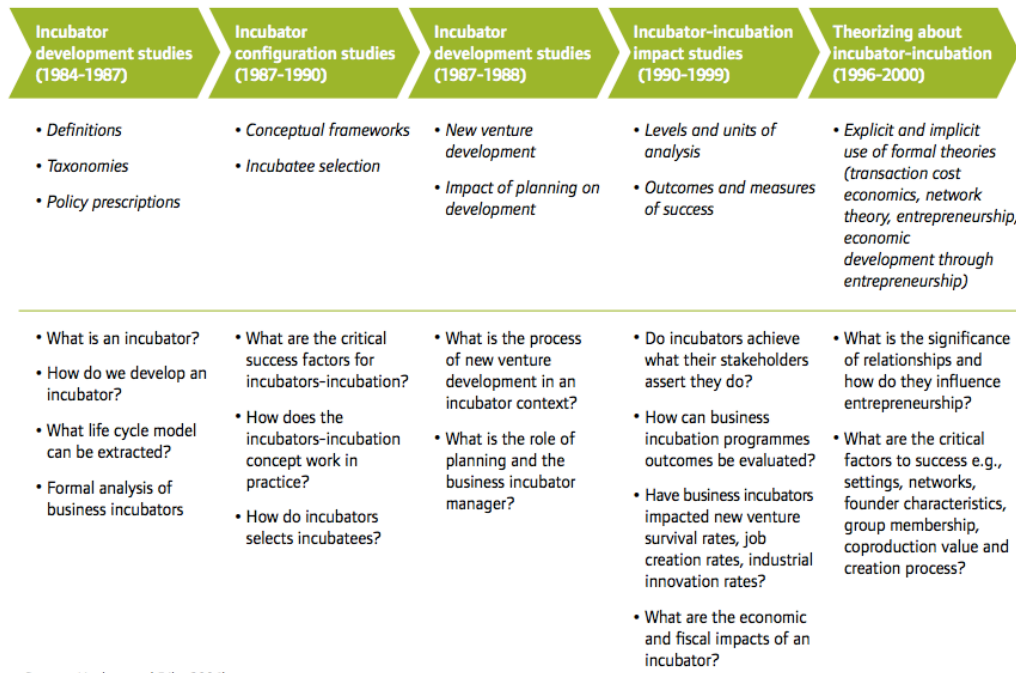 Incubator
development studies
(1984-1987)
Incubator
configuration studies
(1987-1990)
Incubator
development studies
(1987-1988)
Incubator-incubation
impact studies
(1990-1999)
Theorizing about
incubator-incubation
(1996-2000)
• Definitions
• Taxonomies
• Policy prescriptions
• Conceptual frameworks
• Incubatee selection
• New venture
development
• Impact of planning on
development
• Levels and units of
analysis
• Outcomes and measures
of success
• Explicit and implicit
use of formal theories
(transaction cost
economics, network
theory, entrepreneurship,
economic
development through
entrepreneurship)
• What is an incubator?
• How do we develop an
incubator?
• What life cycle model
can be extracted?
• Formal analysis of
business incubators
• What are the critical
success factors for
incubators-incubation?
• How does the
incubators-incubation
concept work in
practice?
• How do incubators
selects incubatees?
• What is the process
of new venture
development in an
incubator context?
• What is the role of
planning and the
business incubator
manager?
• Do incubators achieve
what their stakeholders
assert they do?
• How can business
incubation programmes
outcomes be evaluated?
• Have business incubators
impacted new venture
survival rates, job
creation rates, industrial
innovation rates?
• What are the economic
and fiscal impacts of an
incubator?
• What is the significance
of relationships and
how do they influence
entrepreneurship?
• What are the critical
factors to success e.g.,
settings, networks,
founder characteristics,
group membership,
coproduction value and
creation process?